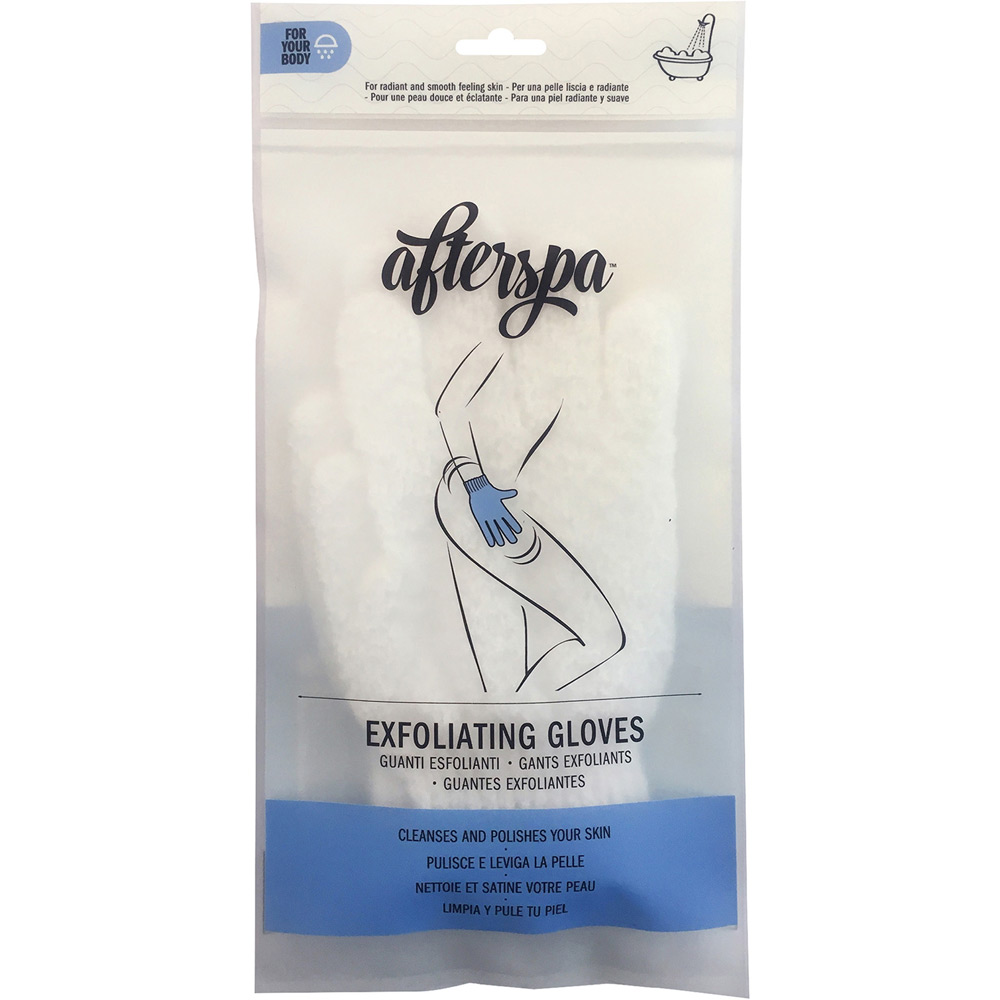 FOR
YOUR
BODY
For radiant and smooth feeling skin - Per una pelle liscia e radiante
- Pour une peau douce et éclatante - Para una piel radiante y suave
afterspa™
EXFOLIATING GLOVES
GUANTI ESFOLIANTI • GANTS EXFOLIANTS
• GUANTES EXFOLIANTES
CLEANSES AND POLISHES YOUR SKIN
•
PULISCE E LEVIGA LA PELLE
•
NETTOIE ET SATINE VOTRE PEAU
•
LIMPIA Y PULE TU PIEL